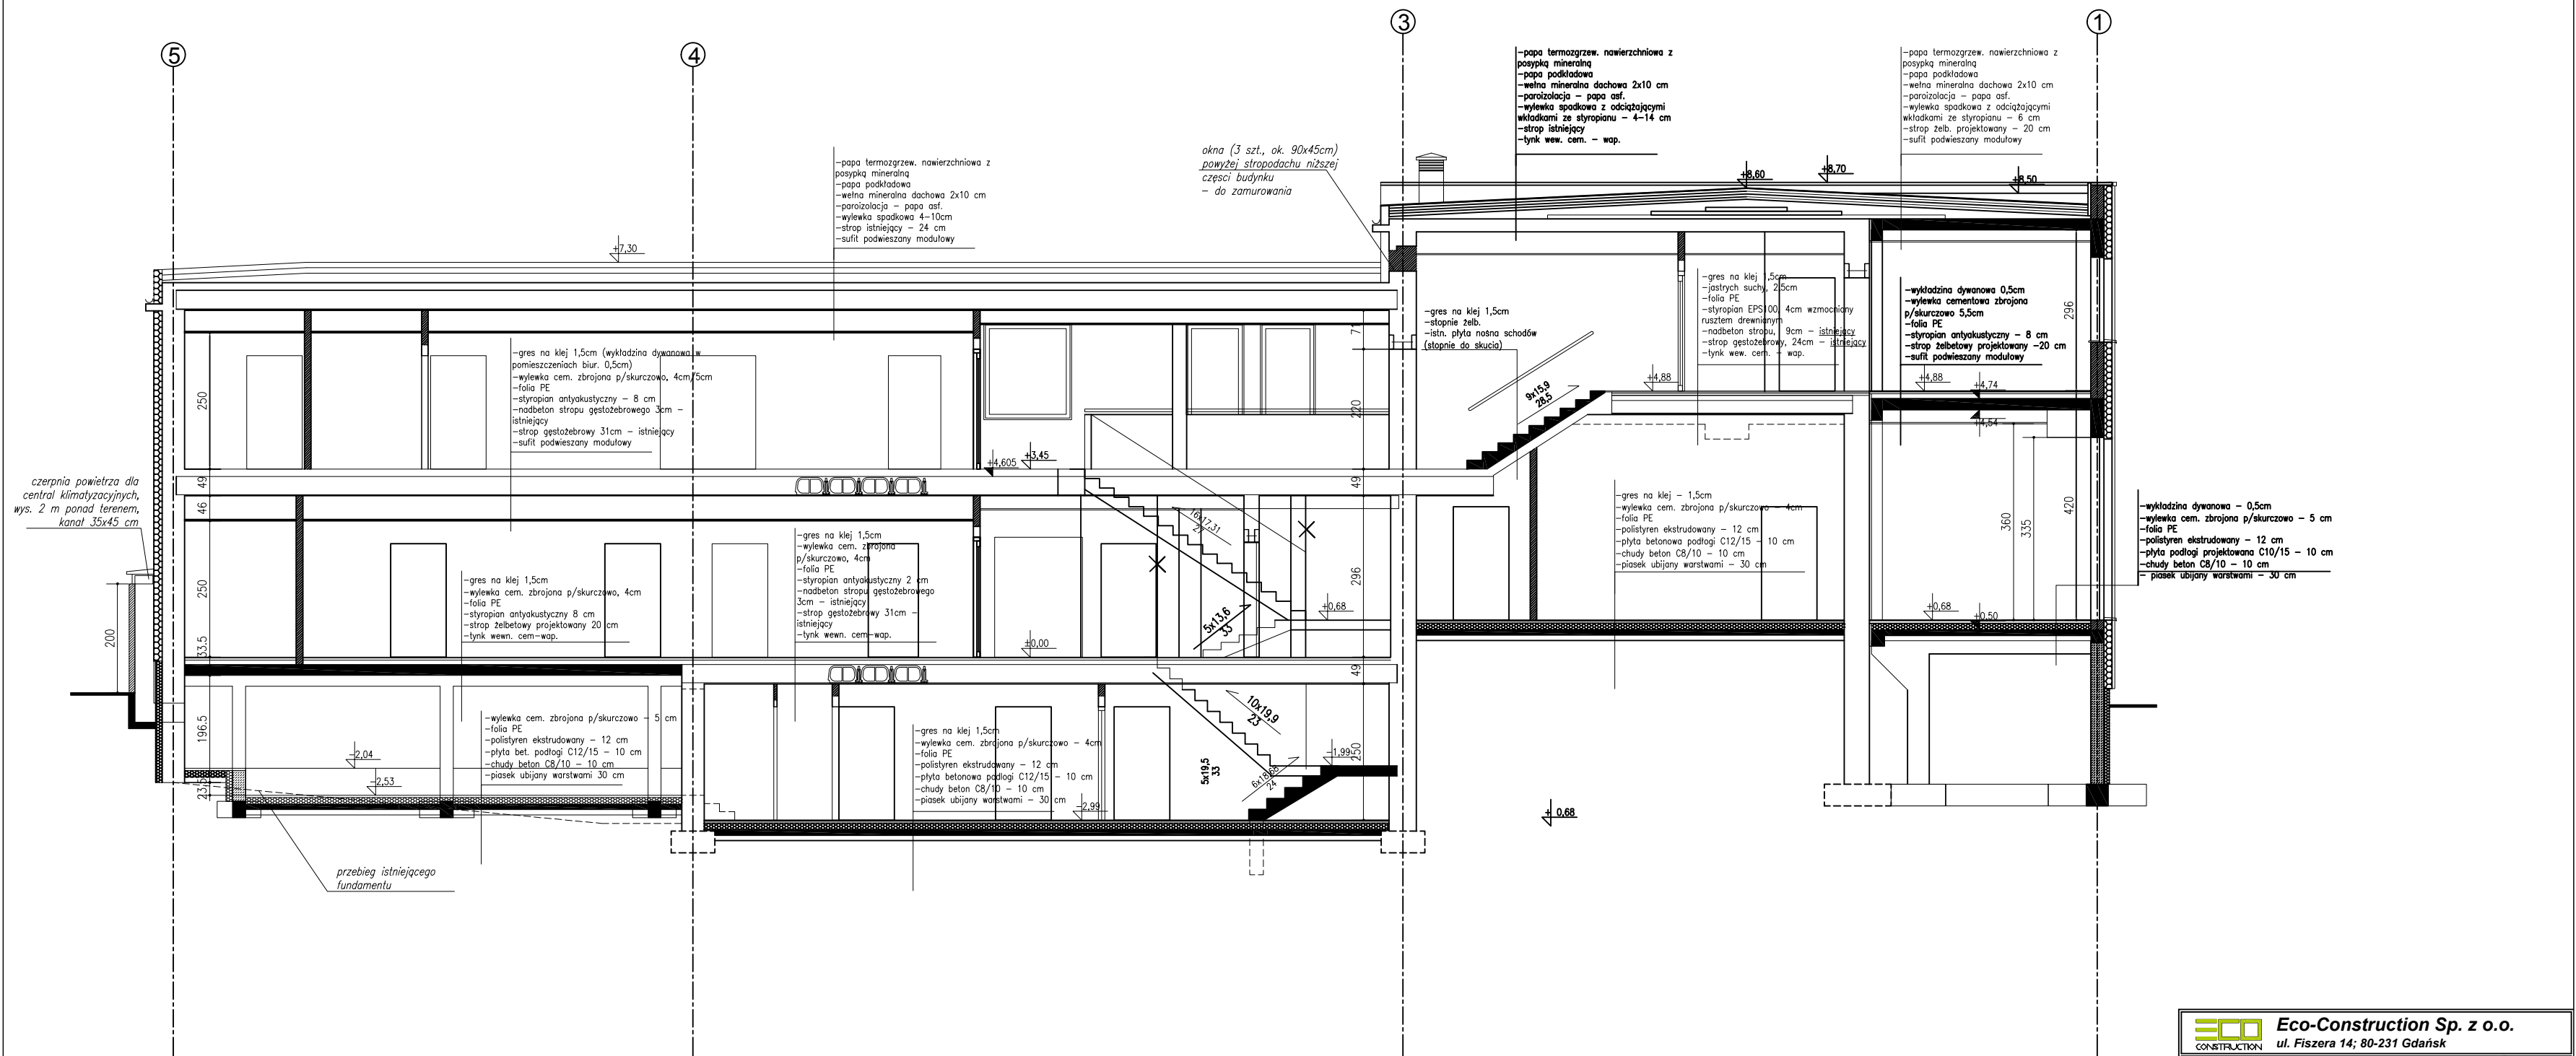 5
4
3
1
-papa termozgrzew. nawierzchniowa z
posypką mineralną
-papa podkładowa
-wełna mineralna dachowa 2x10 cm
-paroizolacja - papa asf.
-wylewka spadkowa z odciążającymi
wkładkami ze styropianu - 4-14 cm
-strop istniejący
-tynk wew. cem. - wap.
-papa termozgrzew. nawierzchniowa z
posypką mineralną
-papa podkładowa
-wełna mineralna dachowa 2x10 cm
-paroizolacja - papa asf.
-wylewka spadkowa z odciążającymi
wkładkami ze styropianu - 6 cm
-strop żelb. projektowany - 20 cm
-sufit podwieszany modułowy
-papa termozgrzew. nawierzchniowa z
posypką mineralną
-papa podkładowa
-wełna mineralna dachowa 2x10 cm
-paroizolacja - papa asf.
-wylewka spadkowa 4-10cm
-strop istniejący - 24 cm
-sufit podwieszany modułowy
okna (3 szt., ok. 90x45cm)
powyżej stropodachu niższej
częsci budynku
- do zamurowania
+8,60
+8,70
+8,50
+7,30
-gres na klej 1,5cm (wykładzina dywanowa w
pomieszczeniach biur. 0,5cm)
-wylewka cem. zbrojona p/skurczowo, 4cm/5cm
-folia PE
-styropian antyakustyczny - 8 cm
-nadbeton stropu gęstożebrowego 3cm -
istniejący
-strop gęstożebrowy 31cm - istniejący
-sufit podwieszany modułowy
-gres na klej 1,5cm
-stopnie żelb.
-istn. płyta nośna schodów
(stopnie do skucia)
-gres na klej 1,5cm
-jastrych suchy, 2,5cm
-folia PE
-styropian EPS100, 4cm wzmocniany
rusztem drewnianym
-nadbeton stropu, 9cm - istniejący
-strop gęstożebrowy, 24cm - istniejący
-tynk wew. cem. - wap.
-wykładzina dywanowa 0,5cm
-wylewka cementowa zbrojona
p/skurczowo 5,5cm
-folia PE
-styropian antyakustyczny - 8 cm
-strop żelbetowy projektowany -20 cm
-sufit podwieszany modułowy
71
296
250
220
9x15,9
28,5
+4,88
+4,88
+4,74
+4,54
+4,605
+3,45
49
49
46
czerpnia powietrza dla
central klimatyzacyjnych,
wys. 2 m ponad terenem,
kanał 35x45 cm
16x17,31
-gres na klej - 1,5cm
-wylewka cem. zbrojona p/skurczowo - 4cm
-folia PE
-polistyren ekstrudowany - 12 cm
-płyta betonowa podłogi C12/15 - 10 cm
-chudy beton C8/10 - 10 cm
-piasek ubijany warstwami - 30 cm
360
335
420
-wykładzina dywanowa - 0,5cm
-wylewka cem. zbrojona p/skurczowo - 5 cm
-folia PE
-polistyren ekstrudowany - 12 cm
-płyta podłogi projektowana C10/15 - 10 cm
-chudy beton C8/10 - 10 cm
- piasek ubijany warstwami - 30 cm
-gres na klej 1,5cm
-wylewka cem. zbrojona
p/skurczowo, 4cm
-folia PE
-styropian antyakustyczny 2 cm
-nadbeton stropu gęstożebrowego
3cm - istniejący
-strop gęstożebrowy 31cm -
istniejący
-tynk wewn. cem-wap.
-gres na klej 1,5cm
-wylewka cem. zbrojona p/skurczowo, 4cm
-folia PE
-styropian antyakustyczny 8 cm
-strop żelbetowy projektowany 20 cm
-tynk wewn. cem-wap.
250
296
200
+0,68
+0,68
+0,50
5x13,6
33
±0,00
33,5
49
10x19,9
23
-wylewka cem. zbrojona p/skurczowo - 5 cm
-folia PE
-polistyren ekstrudowany - 12 cm
-płyta bet. podłogi C12/15 - 10 cm
-chudy beton C8/10 - 10 cm
-piasek ubijany warstwami 30 cm
-gres na klej 1,5cm
-wylewka cem. zbrojona p/skurczowo - 4cm
-folia PE
-polistyren ekstrudowany - 12 cm
-płyta betonowa podłogi C12/15 - 10 cm
-chudy beton C8/10 - 10 cm
-piasek ubijany warstwami - 30 cm
196.5
-2,04
-2,53
-1,99
250
5x19,5
33
6x18,68
24
23,5
-2,99
+ 0,68
przebieg istniejącego
fundamentu
ECO
CONSTRUCTION
Eco-Construction Sp. z o.o.
ul. Fiszera 14; 80-231 Gdańsk